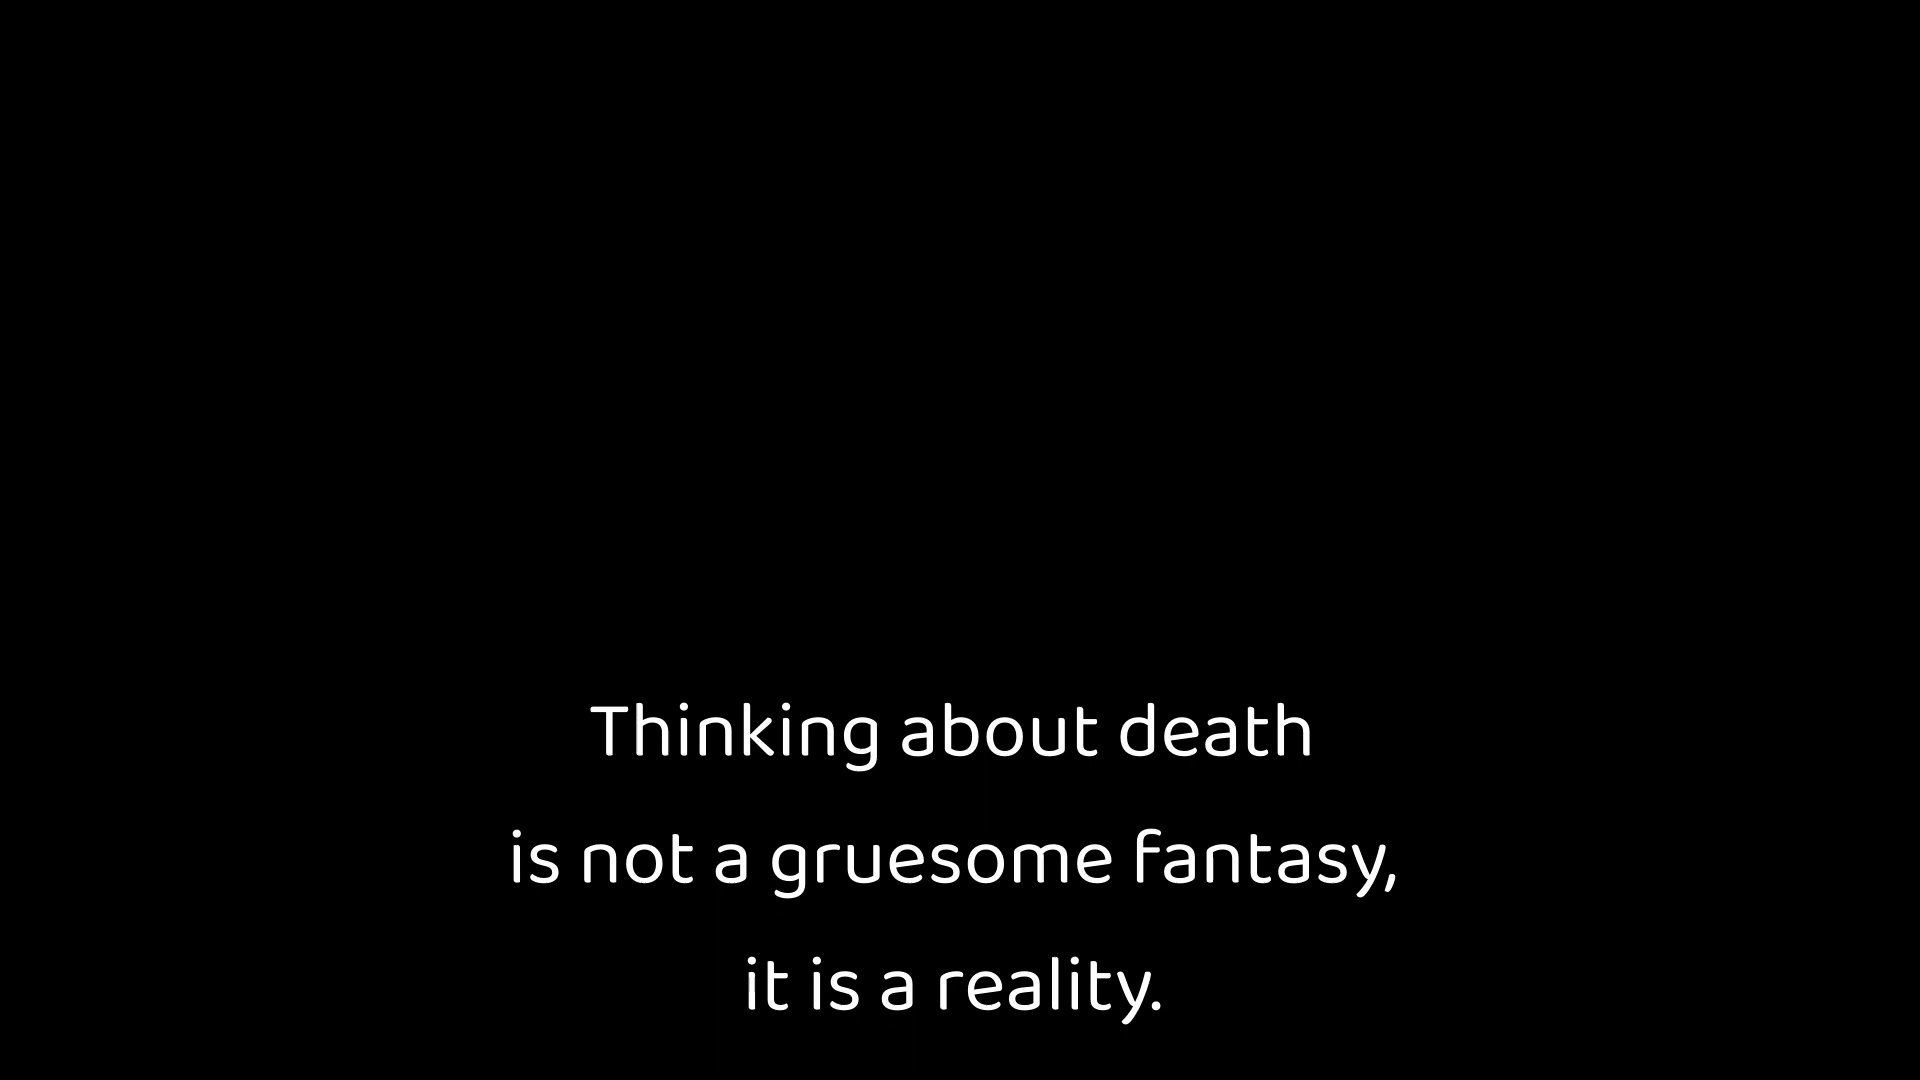 Thinking about death
is not a gruesome fantasy,
it is a reality.